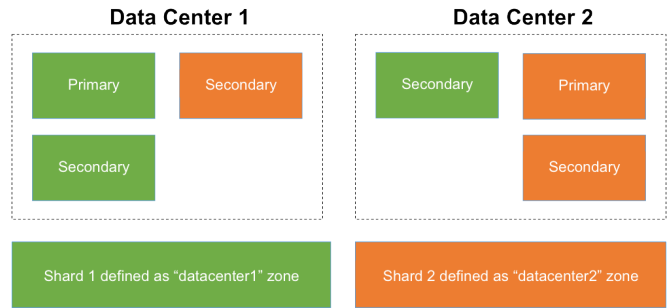 Data Center 1
Data Center 2
Primary
Secondary
Secondary
Primary
Secondary
Secondary
Shard 1 defined as “datacenter1” zone
Shard 2 defined as “datacenter2” zone